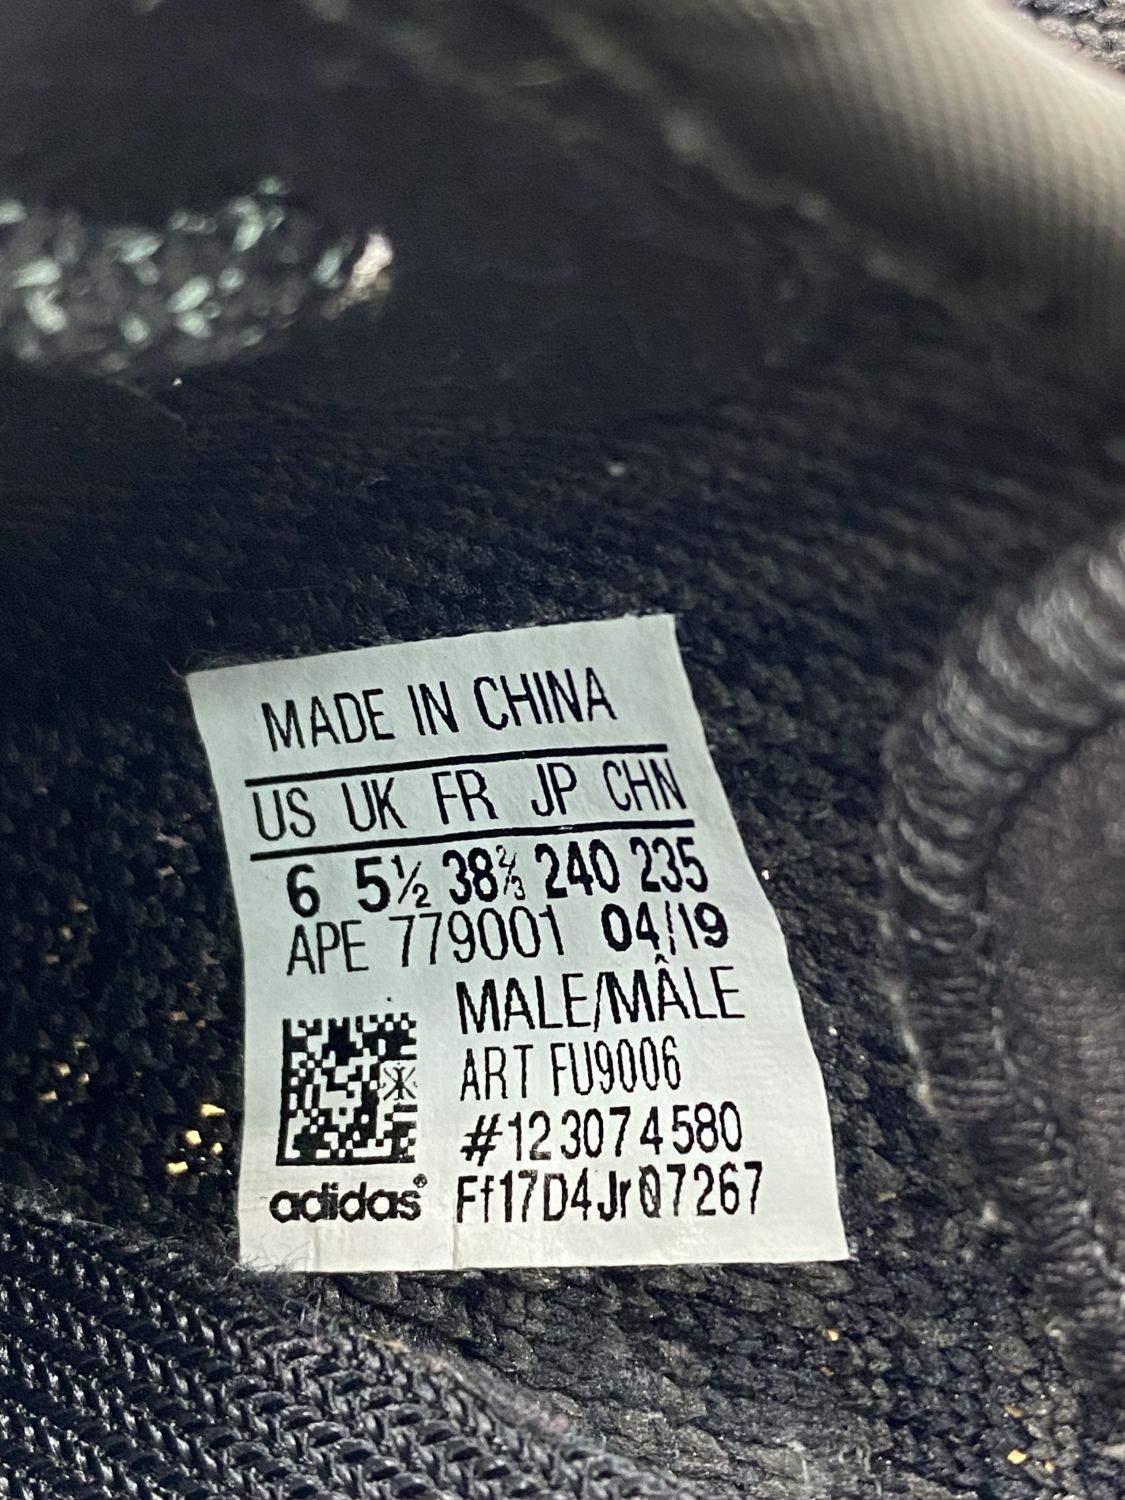 MADE IN CHINA
US UK FR JP CHN
6 5½ 38⅔ 240 235
APE 779001 04/19
MALE/MÂLE
ART FU9006
#123074580
adidas® Ff17D4JrQ7267